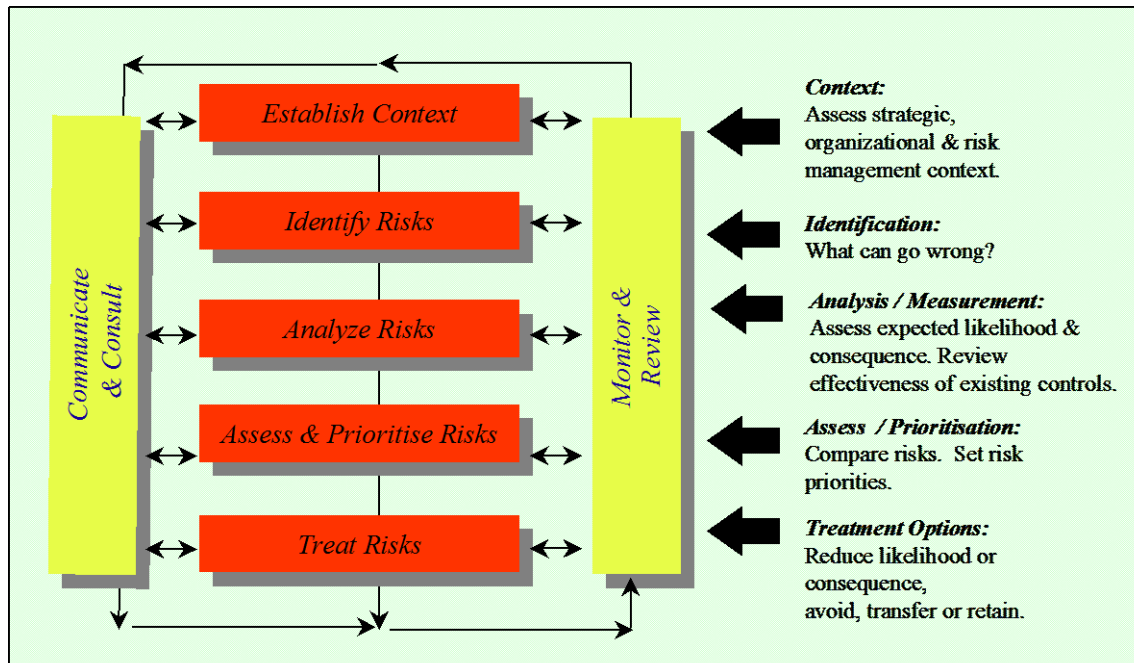 Establish Context
Identify Risks
Analyze Risks
Assess & Prioritise Risks
Treat Risks
Communicate
& Consult
Monitor &
Review
Context:
Assess strategic,
organizational & risk
management context.
Identification:
What can go wrong?
Analysis / Measurement:
Assess expected likelihood &
consequence. Review
effectiveness of existing controls.
Assess / Prioritisation:
Compare risks. Set risk
priorities.
Treatment Options:
Reduce likelihood or
consequence,
avoid, transfer or retain.